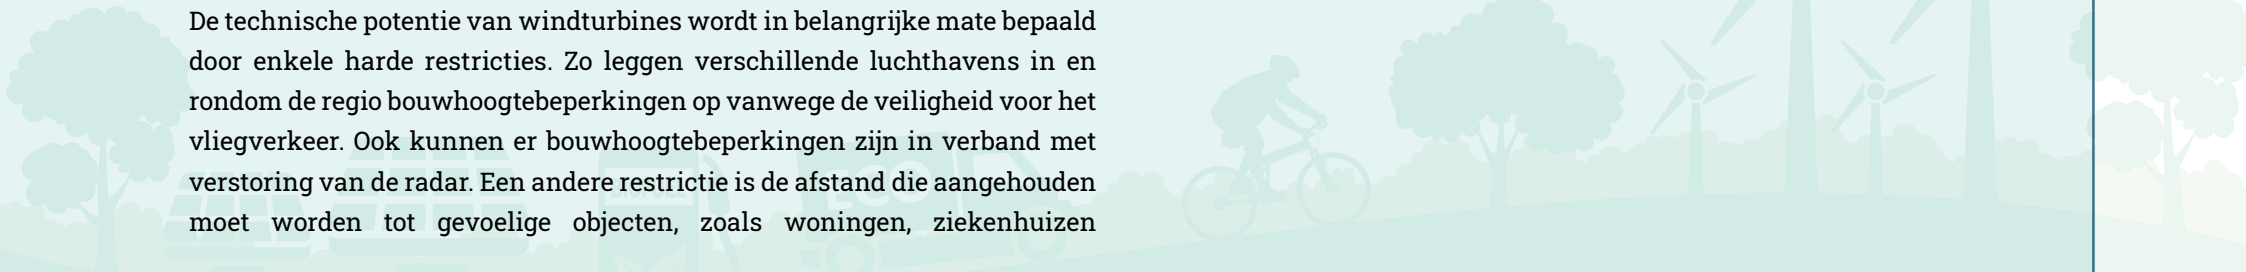 De technische potentie van windturbines wordt in belangrijke mate bepaald
door enkele harde restricties. Zo leggen verschillende luchthavens in en
rondom de regio bouwhoogtebeperkingen op vanwege de veiligheid voor het
vliegverkeer. Ook kunnen er bouwhoogtebeperkingen zijn in verband met
verstoring van de radar. Een andere restrictie is de afstand die aangehouden
moet worden tot gevoelige objecten, zoals woningen, ziekenhuizen
ECO